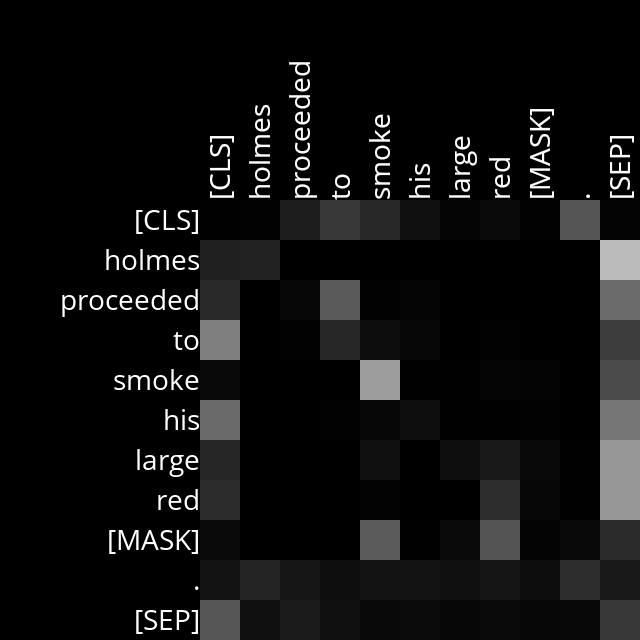 [CLS] holmes proceeded to smoke his large red [MASK] . [SEP]
[CLS]
holmes
proceeded
to
smoke
his
large
red
[MASK]
.
[SEP]